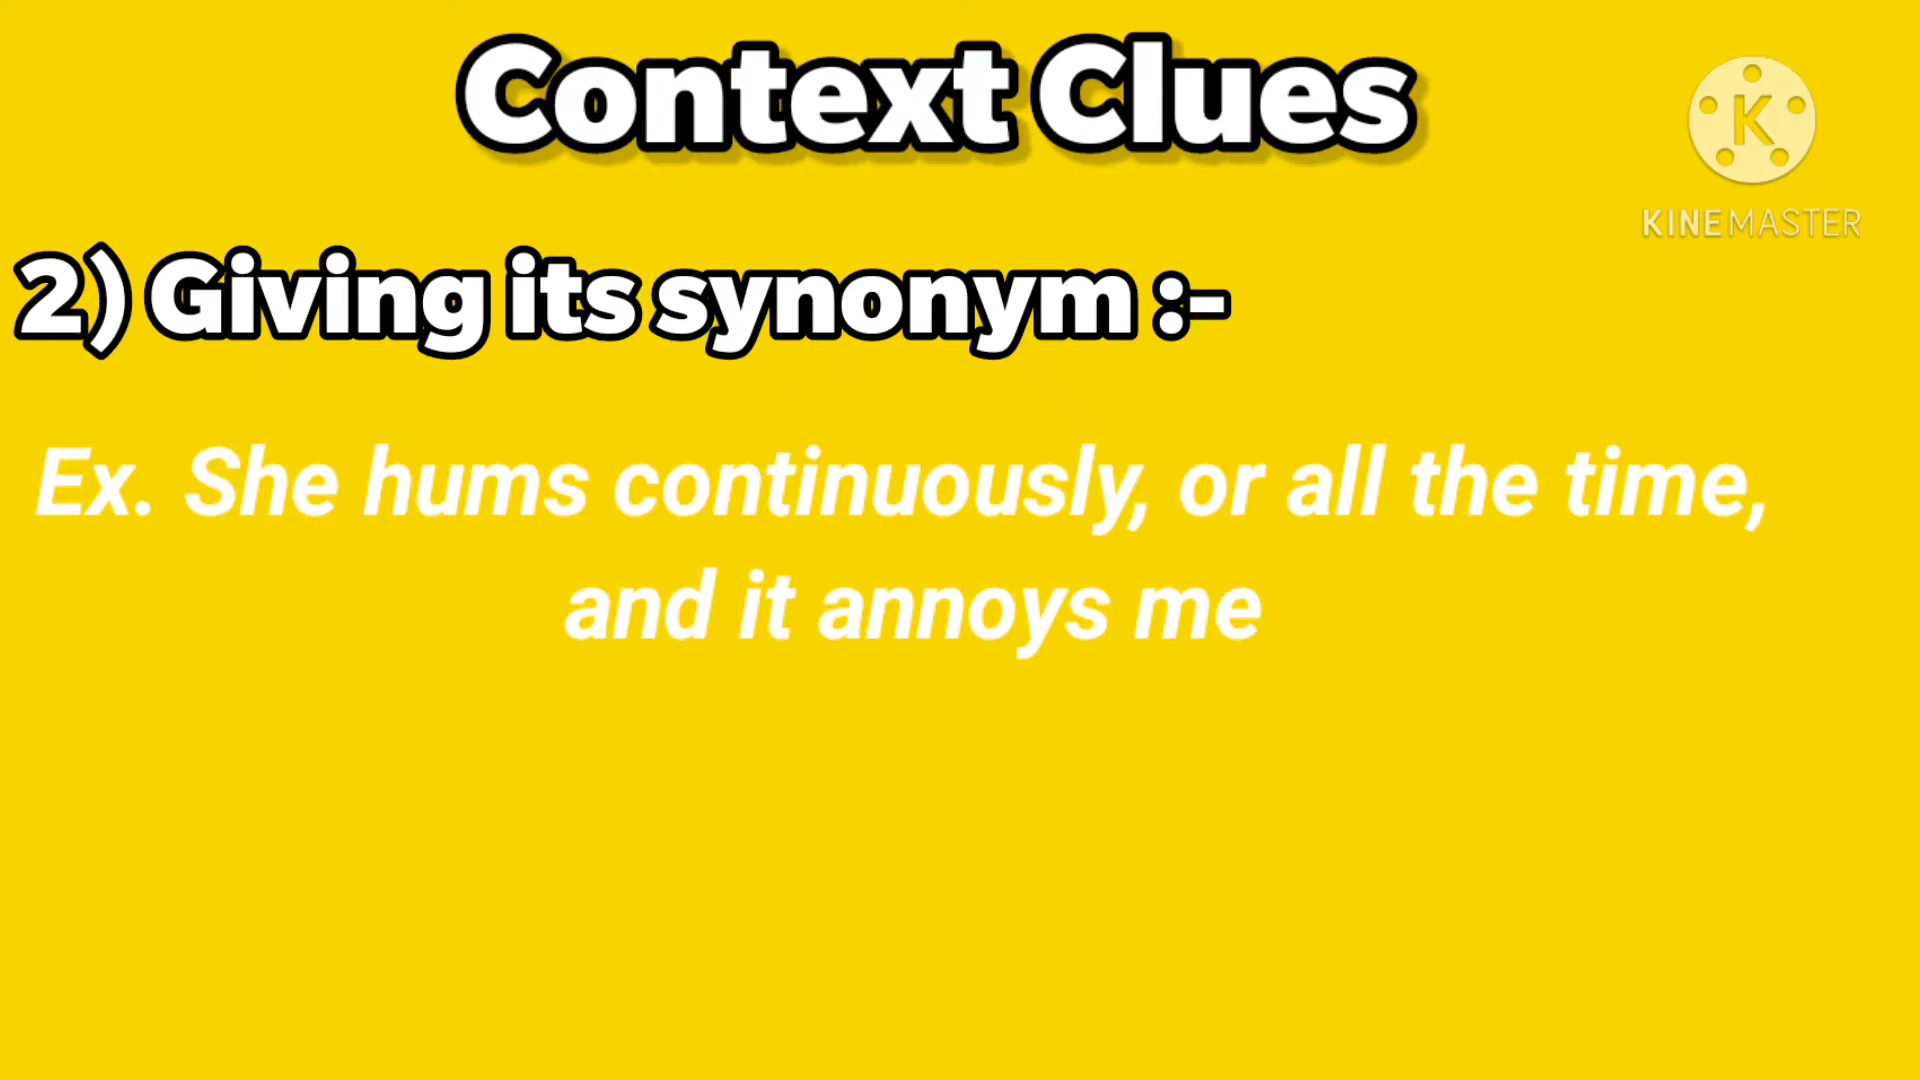 Context Clues
K
KINEMASTER
2) Giving its synonym :-
Ex. She hums continuously, or all the time,
and it annoys me